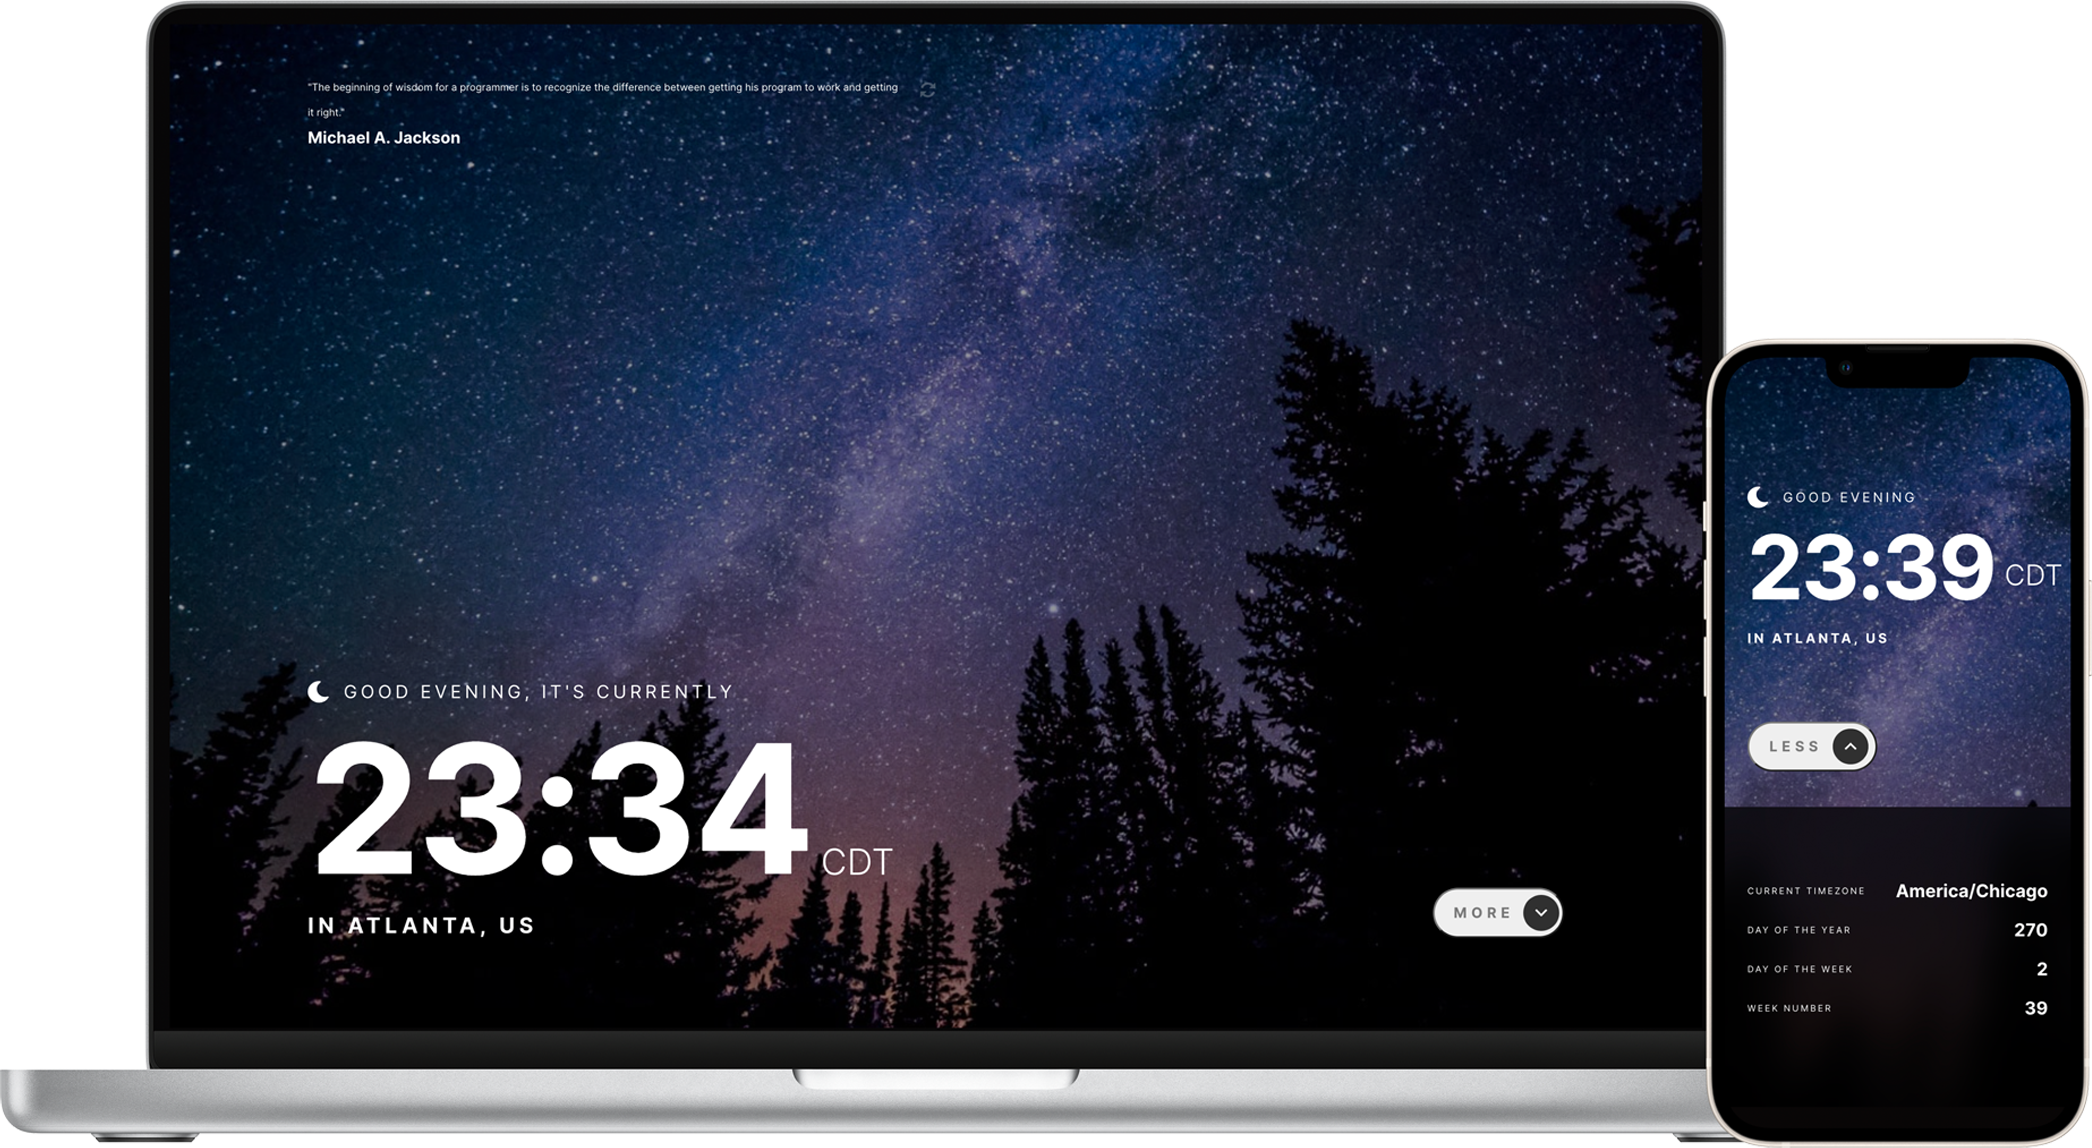 "The beginning of wisdom for a programmer is to recognize the difference between getting his program to work and getting
it right."
Michael A. Jackson
GOOD EVENING, IT'S CURRENTLY
23:34 CDT
IN ATLANTA, US
MORE
GOOD EVENING
23:39 CDT
IN ATLANTA, US
LESS
CURRENT TIMEZONE America/Chicago
DAY OF THE YEAR 270
DAY OF THE WEEK 2
WEEK NUMBER 39